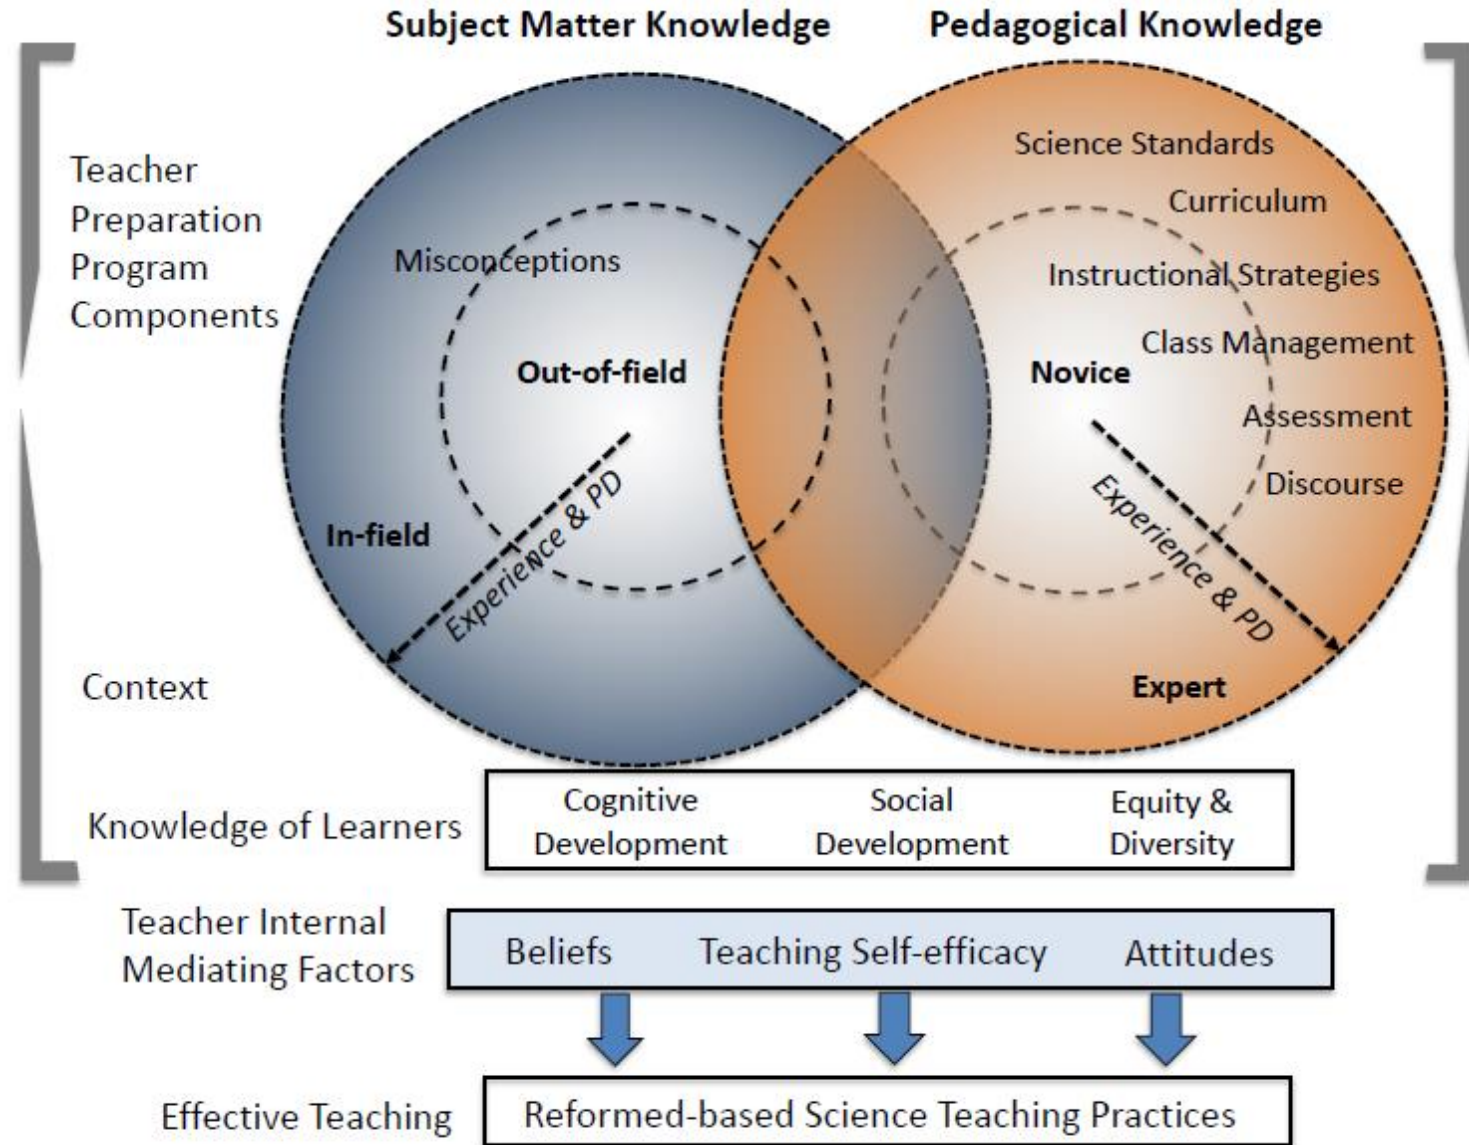 Subject Matter Knowledge
Pedagogical Knowledge
Teacher
Preparation
Program
Components
Misconceptions
Out-of-field
In-field
Experience & PD
Science Standards
Curriculum
Instructional Strategies
Class Management
Novice
Assessment
Discourse
Experience & PD
Expert
Context
Knowledge of Learners
Cognitive
Development
Social
Development
Equity &
Diversity
Teacher Internal
Mediating Factors
Beliefs
Teaching Self-efficacy
Attitudes
Effective Teaching
Reformed-based Science Teaching Practices